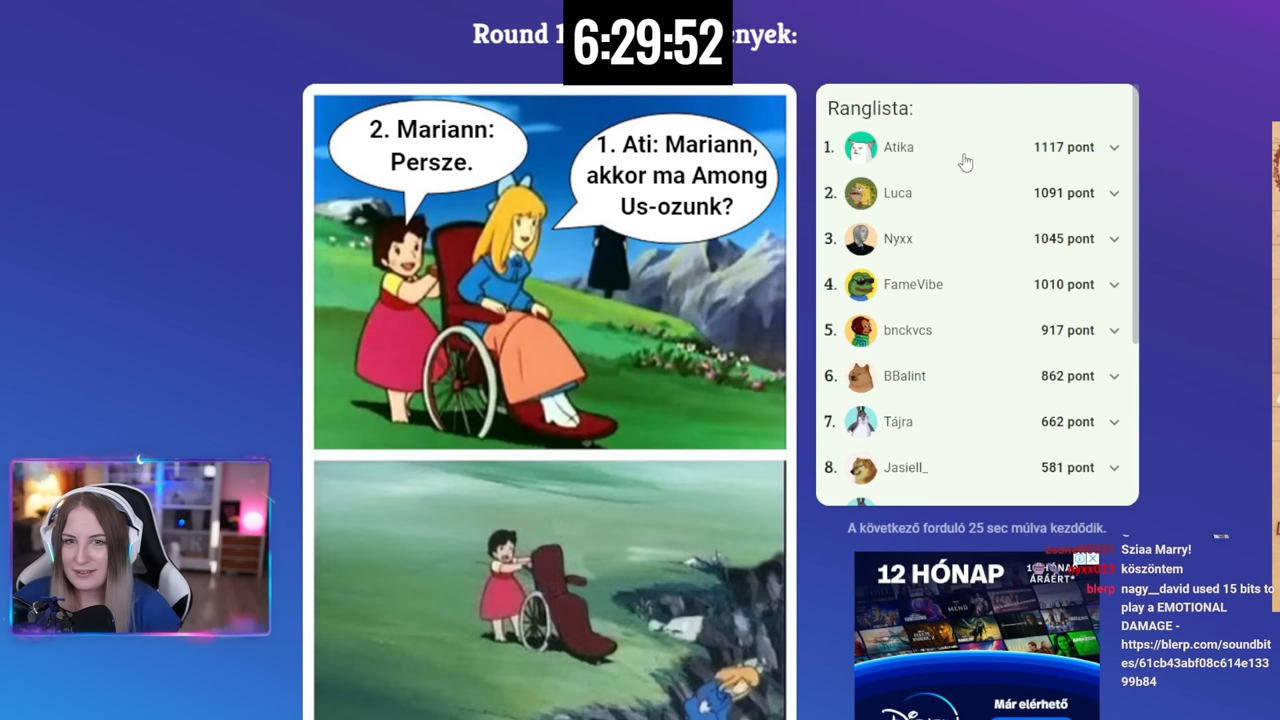 Round 1
6:29:52
nyek:
2. Mariann:
Persze.
1. Ati: Mariann,
akkor ma Among
Us-ozunk?
Ranglista:
1. Atika 1117 pont
2. Luca 1091 pont
3. Nyxx 1045 pont
4. FameVibe 1010 pont
5. bnckvcs 917 pont
6. BBalint 862 pont
7. Tájra 662 pont
8. Jasiell_ 581 pont
A következő forduló 25 sec múlva kezdődik.
12 HÓNAP
ÁRÁÉRT*
Már elérhető
Sziaa Marry!
köszöntem
blerp nagy__david used 15 bits to
play a EMOTIONAL
DAMAGE -
https://blerp.com/soundbit
es/61cb43abf08c614e133
99b84